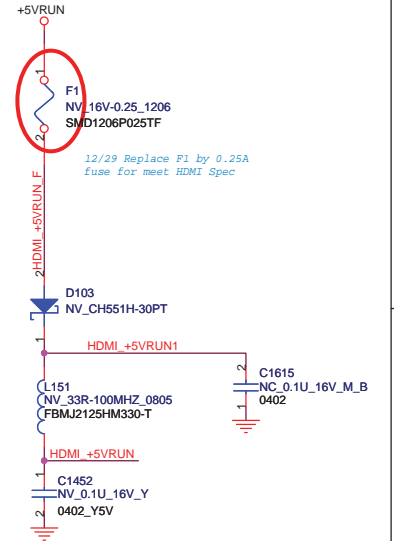 +5VRUN
1
F1
NV_16V-0.25_1206
SMD1206P025TF
2
12/29 Replace F1 by 0.25A
fuse for meet HDMI Spec
HDMI_+5VRUN_F
2
D103
NV_CH551H-30PT
1
HDMI_+5VRUN1
L151
NV_33R-100MHZ_0805
FBMJ2125HM330-T
2
C1615
NC_0.1U_16V_M_B
0402
1
HDMI_+5VRUN
1
C1452
NV_0.1U_16V_Y
0402_Y5V
2